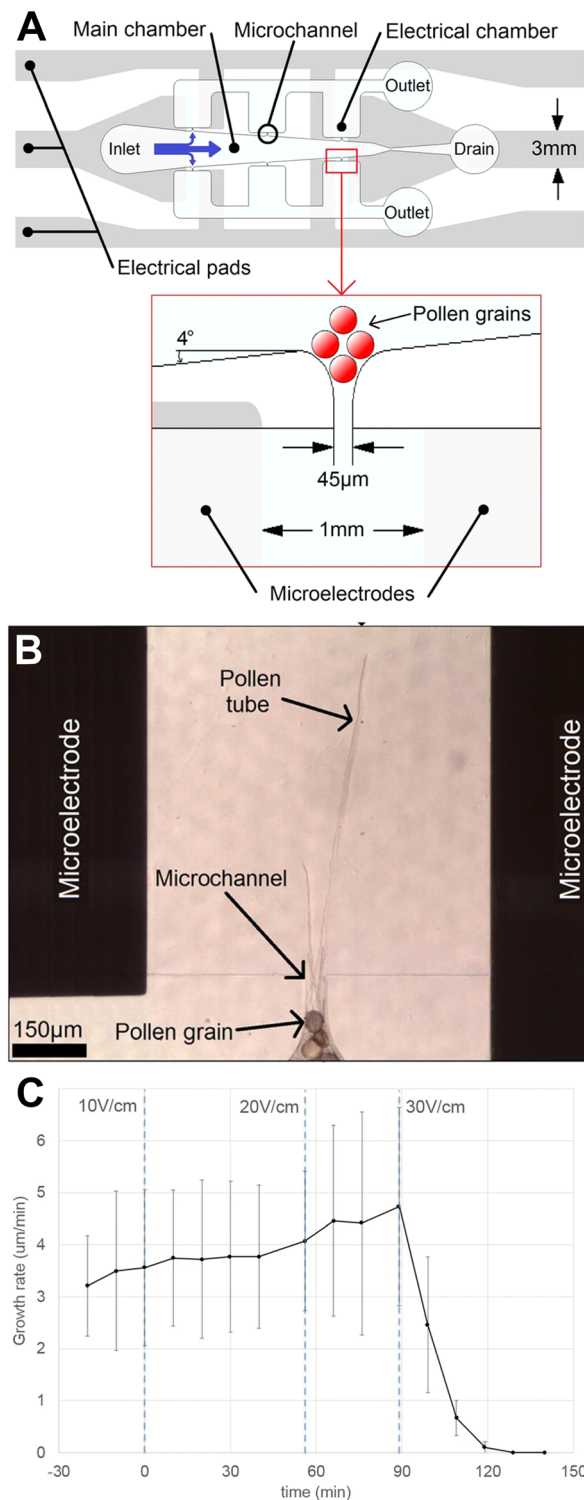 A
Main chamber
Microchannel
Electrical chamber
Outlet
Inlet
Drain
3mm
Outlet
Electrical pads
Pollen grains
4°
45µm
1mm
Microelectrodes
B
Pollen
tube
Microelectrode
Microelectrode
Microchannel
Pollen grain
150µm
C
10V/cm
20V/cm
30V/cm
Growth rate (um/min)
6
5
4
3
2
1
0
-30
0
30
60
90
120
150
time (min)